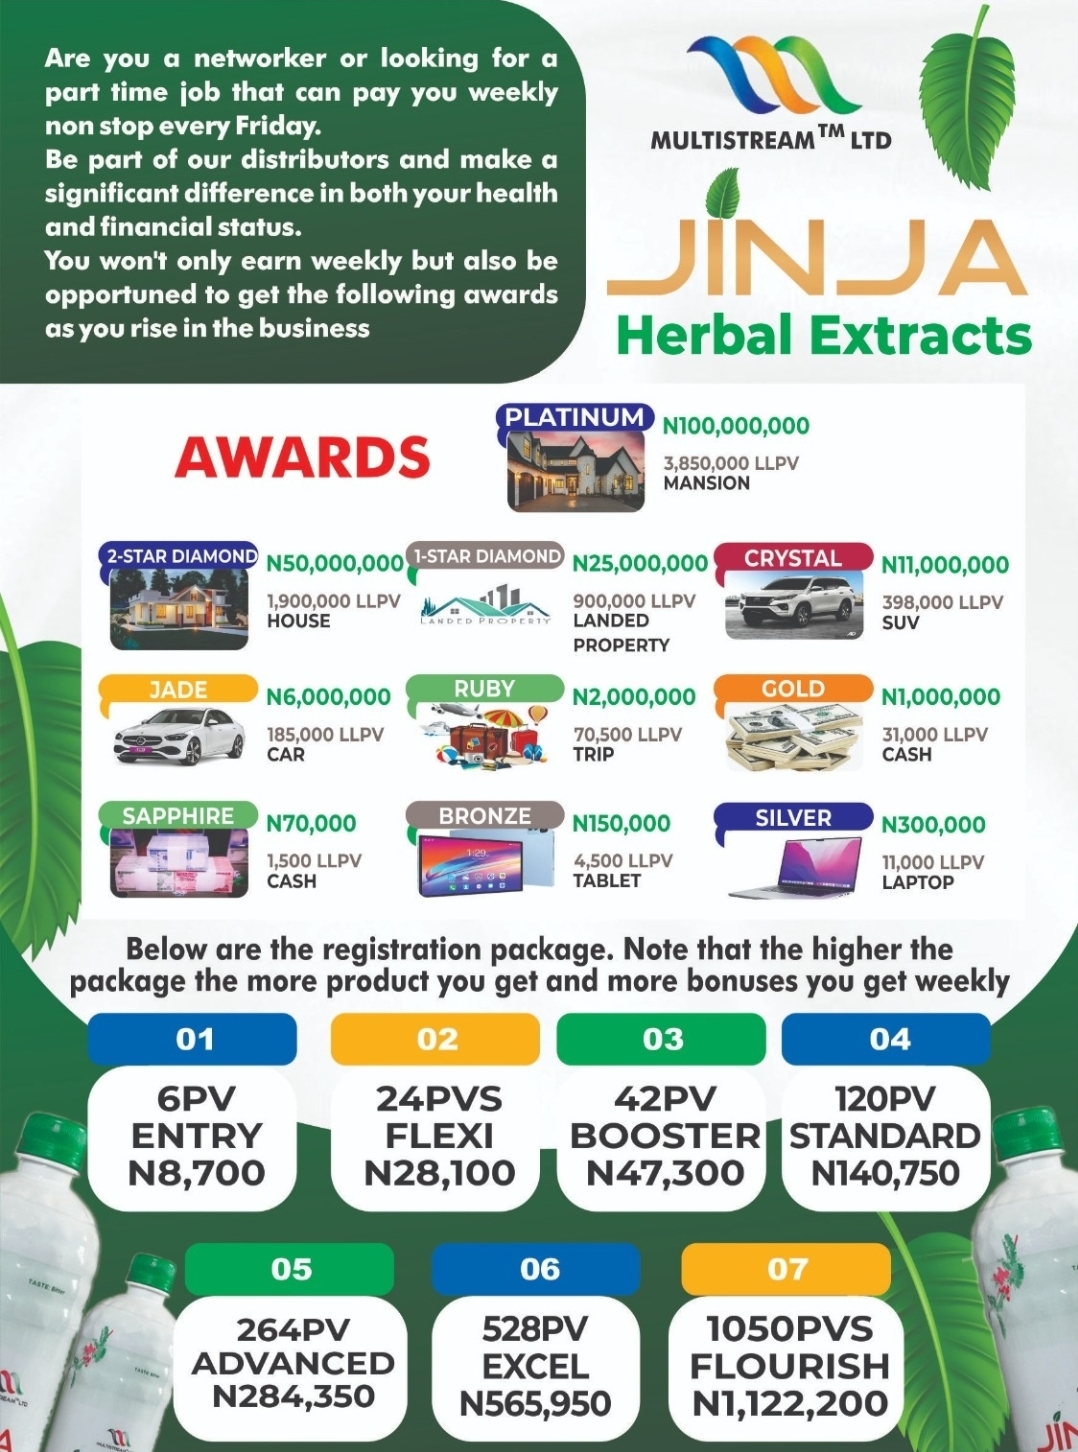 Are you a networker or looking for a
part time job that can pay you weekly
non stop every Friday.
Be part of our distributors and make a
significant difference in both your health
and financial status.
You won't only earn weekly but also be
opportuned to get the following awards
as you rise in the business
MULTISTREAM™ LTD
JINJA
Herbal Extracts
AWARDS
PLATINUM
N100,000,000
3,850,000 LLPV
MANSION
2-STAR DIAMOND
N50,000,000
1,900,000 LLPV
HOUSE
1-STAR DIAMOND
LANDED PROPERTY
N25,000,000
900,000 LLPV
LANDED
PROPERTY
CRYSTAL
N11,000,000
398,000 LLPV
SUV
JADE
N6,000,000
185,000 LLPV
CAR
RUBY
N2,000,000
70,500 LLPV
TRIP
GOLD
N1,000,000
31,000 LLPV
CASH
SAPPHIRE
N70,000
1,500 LLPV
CASH
BRONZE
1:29
N150,000
4,500 LLPV
TABLET
SILVER
N300,000
11,000 LLPV
LAPTOP
Below are the registration package. Note that the higher the
package the more product you get and more bonuses you get weekly
01
6PV
ENTRY
N8,700
02
24PVS
FLEXI
N28,100
03
42PV
BOOSTER
N47,300
04
120PV
STANDARD
N140,750
05
264PV
ADVANCED
N284,350
06
528PV
EXCEL
N565,950
07
1050PVS
FLOURISH
N1,122,200
TASTE: Bitter
TASTE: Bitter
MULTISTREAM™ LTD
JIN